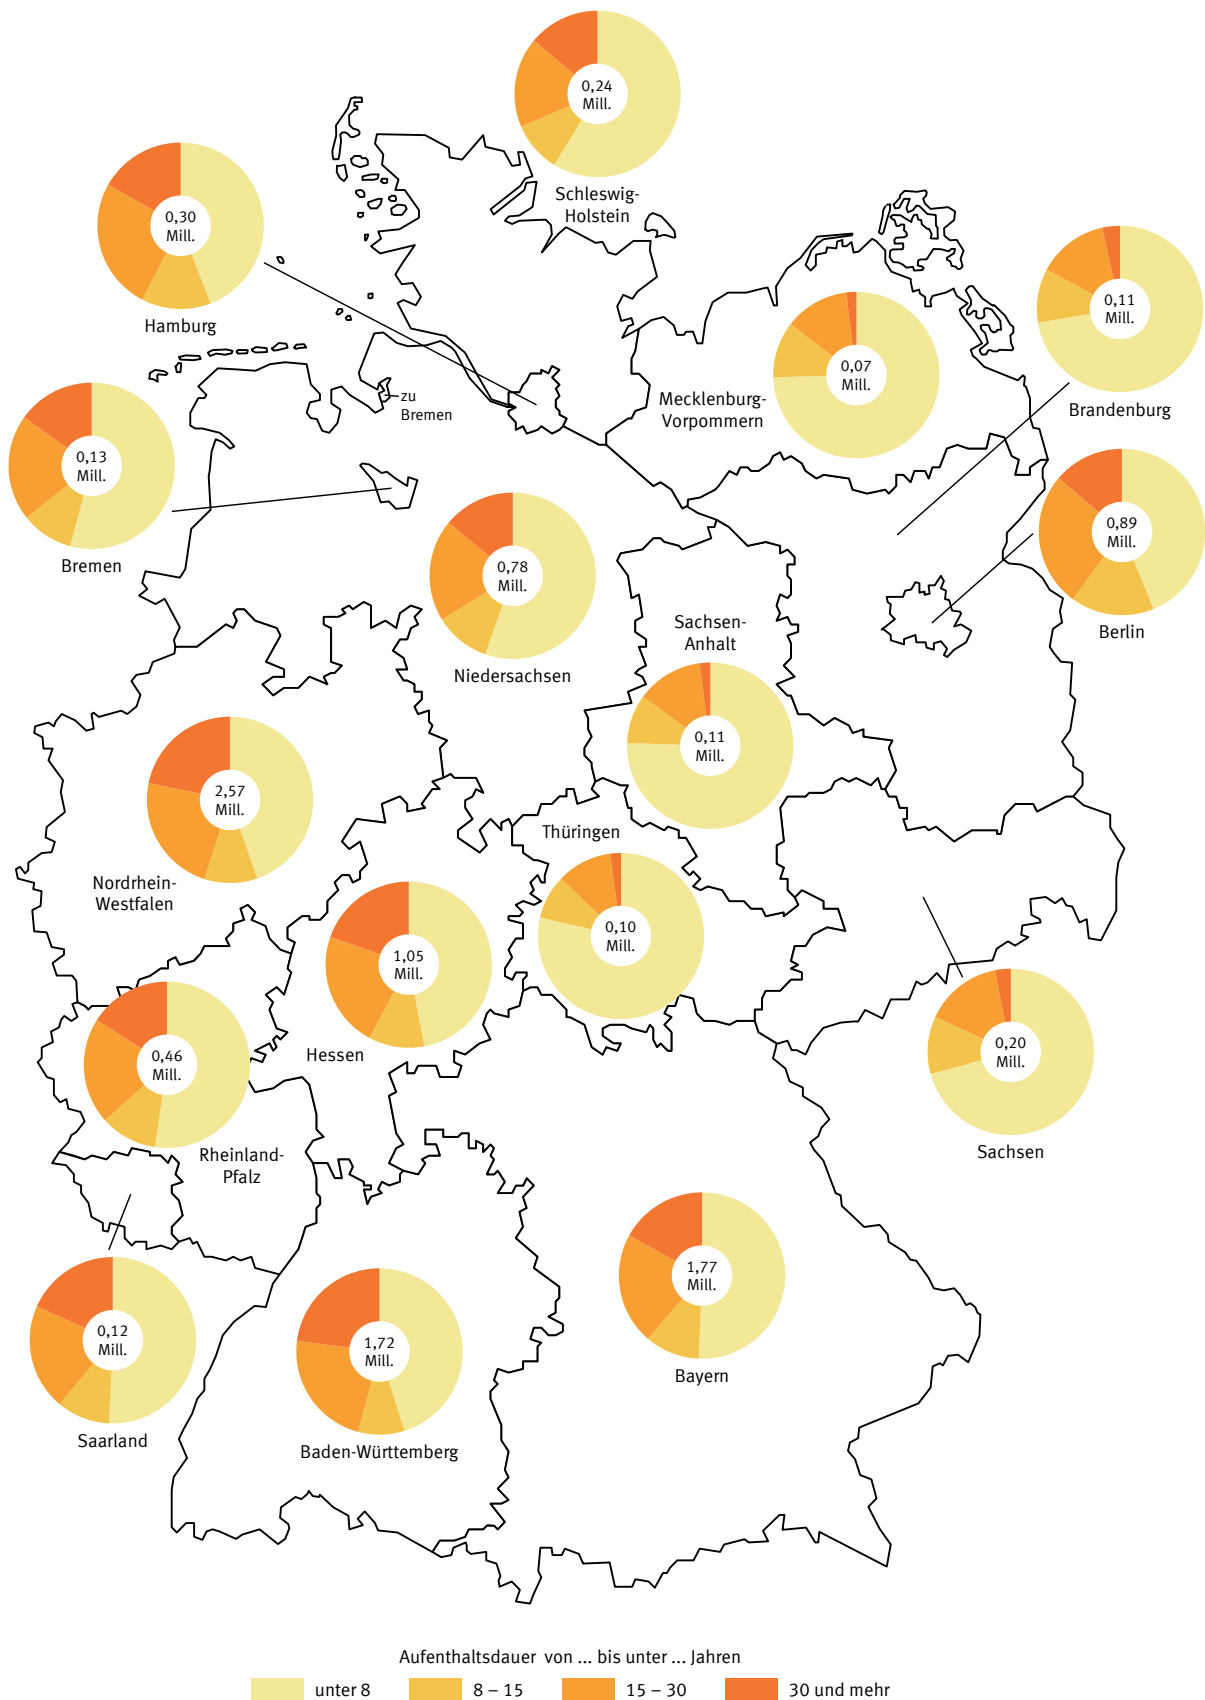 0,24
Mill.
Schleswig-
Holstein
0,30
Mill.
Hamburg
0,11
Mill.
Brandenburg
0,07
Mill.
Mecklenburg-
Vorpommern
zu
Bremen
0,13
Mill.
Bremen
0,89
Mill.
Berlin
0,78
Mill.
Niedersachsen
Sachsen-
Anhalt
0,11
Mill.
2,57
Mill.
Nordrhein-
Westfalen
Thüringen
0,10
Mill.
1,05
Mill.
Hessen
0,46
Mill.
Rheinland-
Pfalz
0,20
Mill.
Sachsen
0,12
Mill.
Saarland
1,72
Mill.
Baden-Württemberg
1,77
Mill.
Bayern
Aufenthaltsdauer von ... bis unter ... Jahren
unter 8
8 – 15
15 – 30
30 und mehr